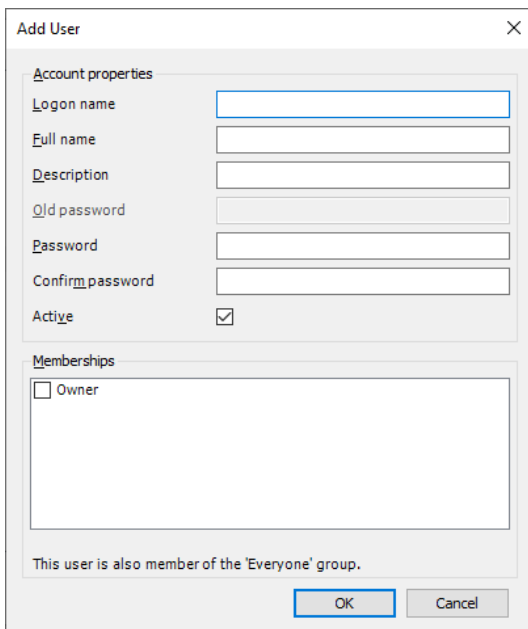 Add User
Account properties
Logon name
Full name
Description
Old password
Password
Confirm password
Active
Memberships
Owner
This user is also member of the 'Everyone' group.
OK Cancel